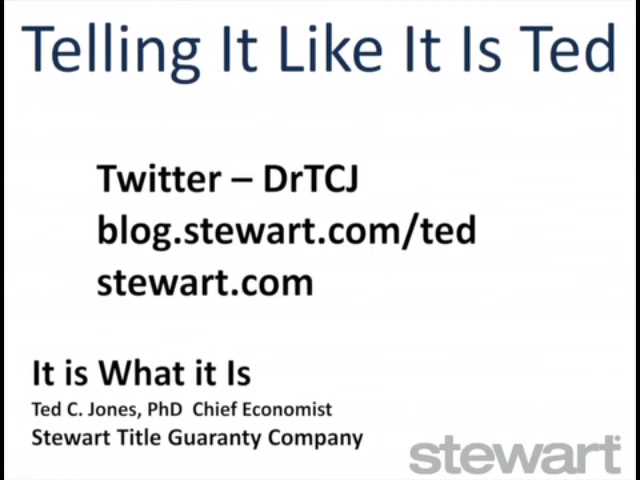 Telling It Like It Is Ted
Twitter – DrTCJ
blog.stewart.com/ted
stewart.com
It is What it Is
Ted C. Jones, PhD Chief Economist
Stewart Title Guaranty Company
stewart